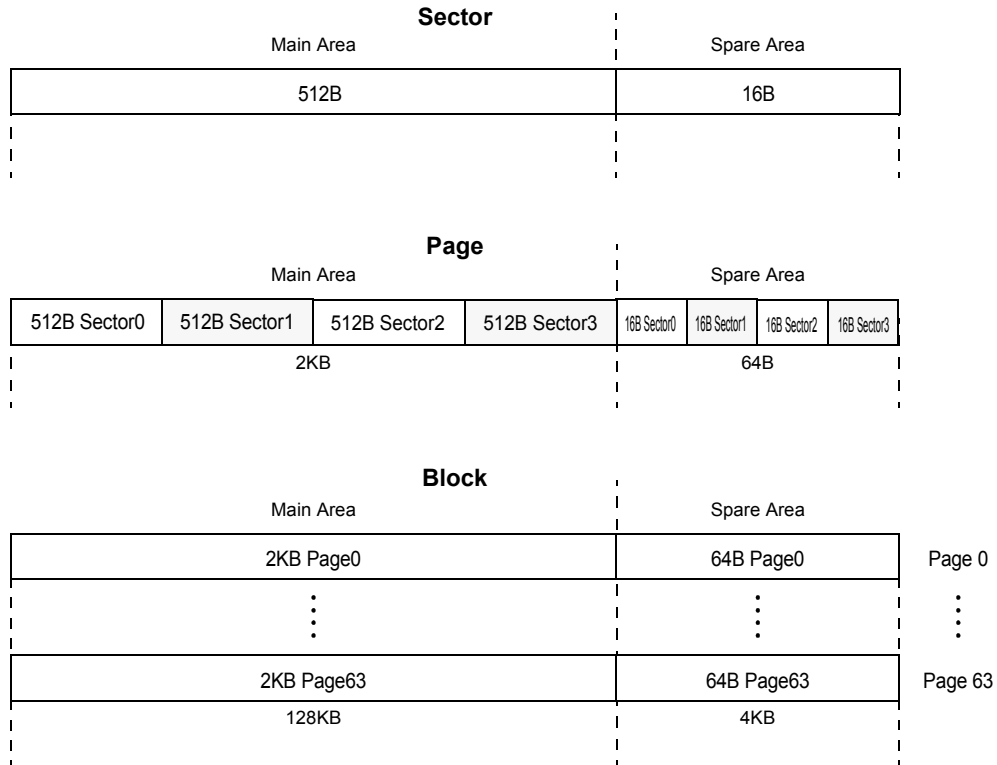 Sector
Main Area Spare Area
512B 16B
Page
Main Area Spare Area
512B Sector0 512B Sector1 512B Sector2 512B Sector3 16B Sector0 16B Sector1 16B Sector2 16B Sector3
2KB 64B
Block
Main Area Spare Area
2KB Page0 64B Page0 Page 0
2KB Page63 64B Page63 Page 63
128KB 4KB